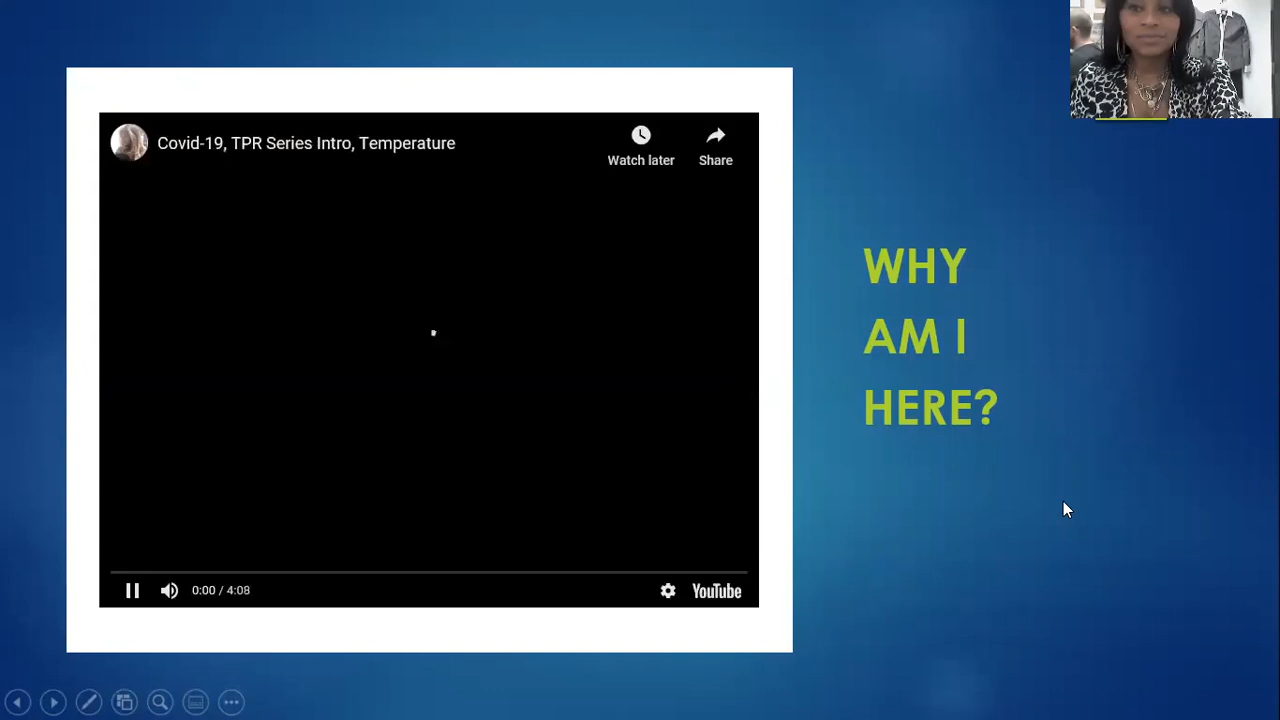 Covid-19, TPR Series Intro, Temperature
Watch later
Share
WHY
AM I
HERE?
0:00 / 4:08
YouTube